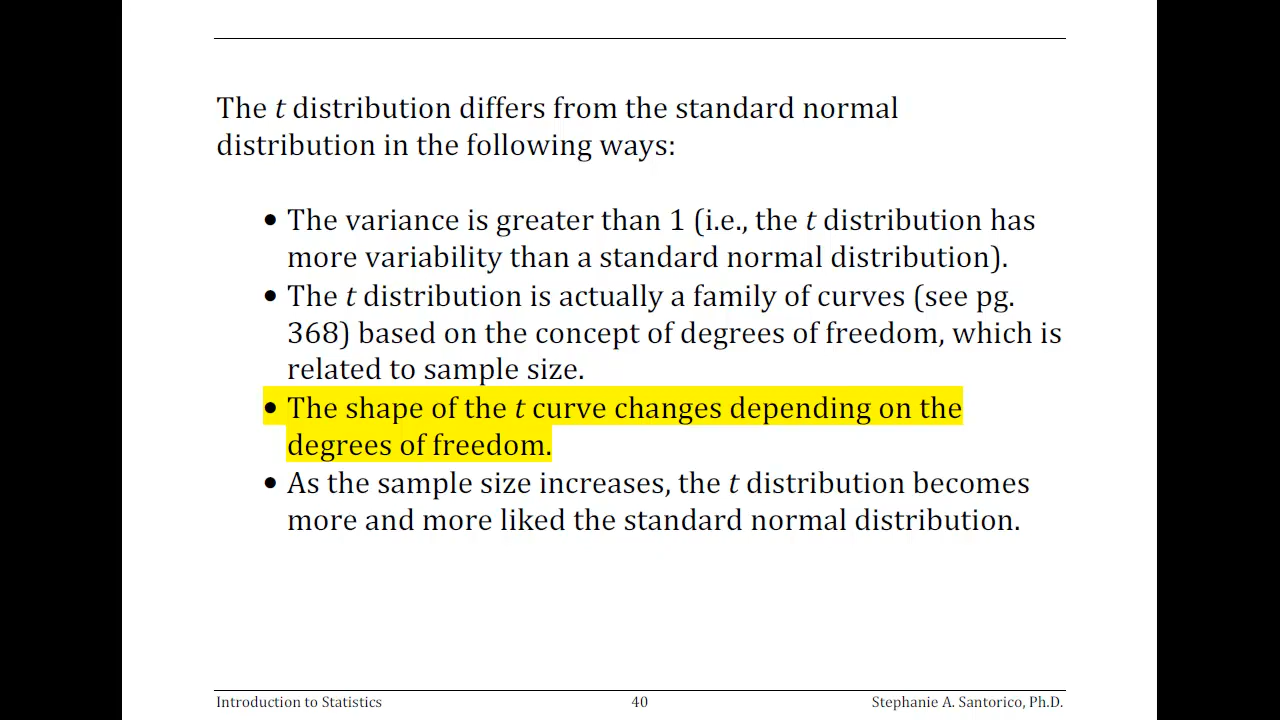 The t distribution differs from the standard normal
distribution in the following ways:
• The variance is greater than 1 (i.e., the t distribution has
more variability than a standard normal distribution).
• The t distribution is actually a family of curves (see pg.
368) based on the concept of degrees of freedom, which is
related to sample size.
• The shape of the t curve changes depending on the
degrees of freedom.
• As the sample size increases, the t distribution becomes
more and more liked the standard normal distribution.
Introduction to Statistics 40 Stephanie A. Santorico, Ph.D.